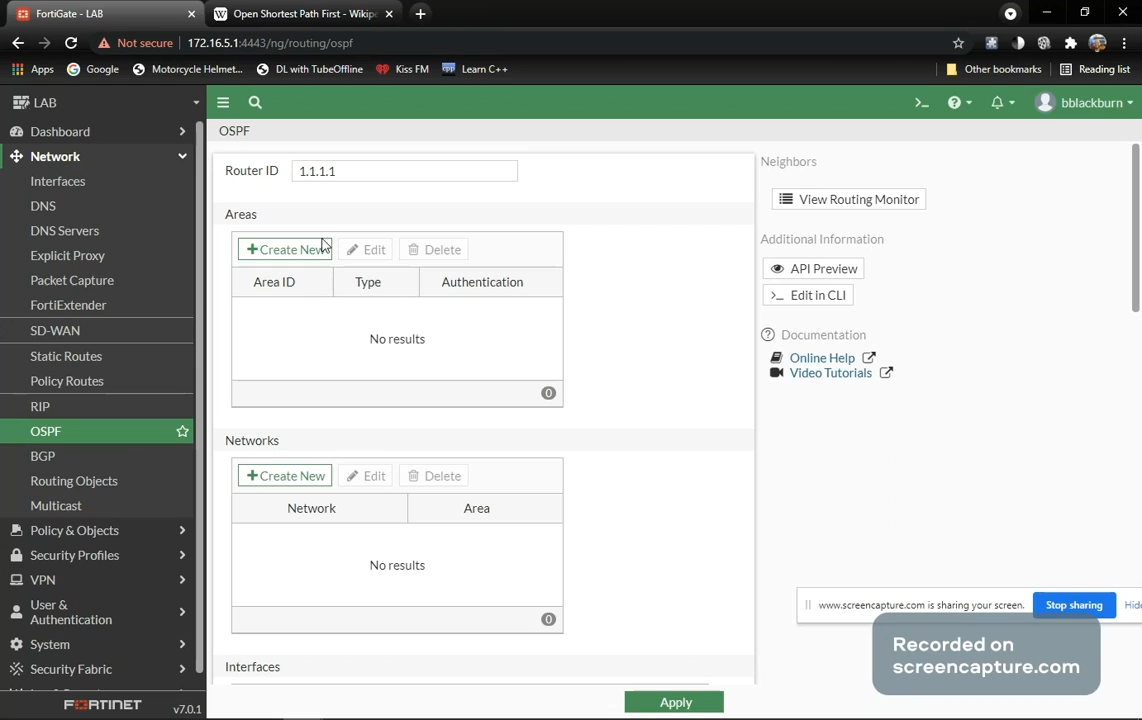 FortiGate - LAB
Open Shortest Path First - Wikipe
Not secure 172.16.5.1:4443/ng/routing/ospf
Apps Google Motorcycle Helmet... DL with TubeOffline Kiss FM Learn C++ Other bookmarks Reading list
LAB
bblackburn
Dashboard
Network
Interfaces
DNS
DNS Servers
Explicit Proxy
Packet Capture
FortiExtender
SD-WAN
Static Routes
Policy Routes
RIP
OSPF
BGP
Routing Objects
Multicast
Policy & Objects
Security Profiles
VPN
User &
Authentication
System
Security Fabric
FORTINET v7.0.1
OSPF
Router ID 1.1.1.1
Areas
+Create New Edit Delete
Area ID Type Authentication
No results
0
Networks
+Create New Edit Delete
Network Area
No results
0
Interfaces
Apply
Neighbors
View Routing Monitor
Additional Information
API Preview
>_ Edit in CLI
Documentation
Online Help
Video Tutorials
www.screencapture.com is sharing your screen. Stop sharing Hide
Recorded on
screencapture.com